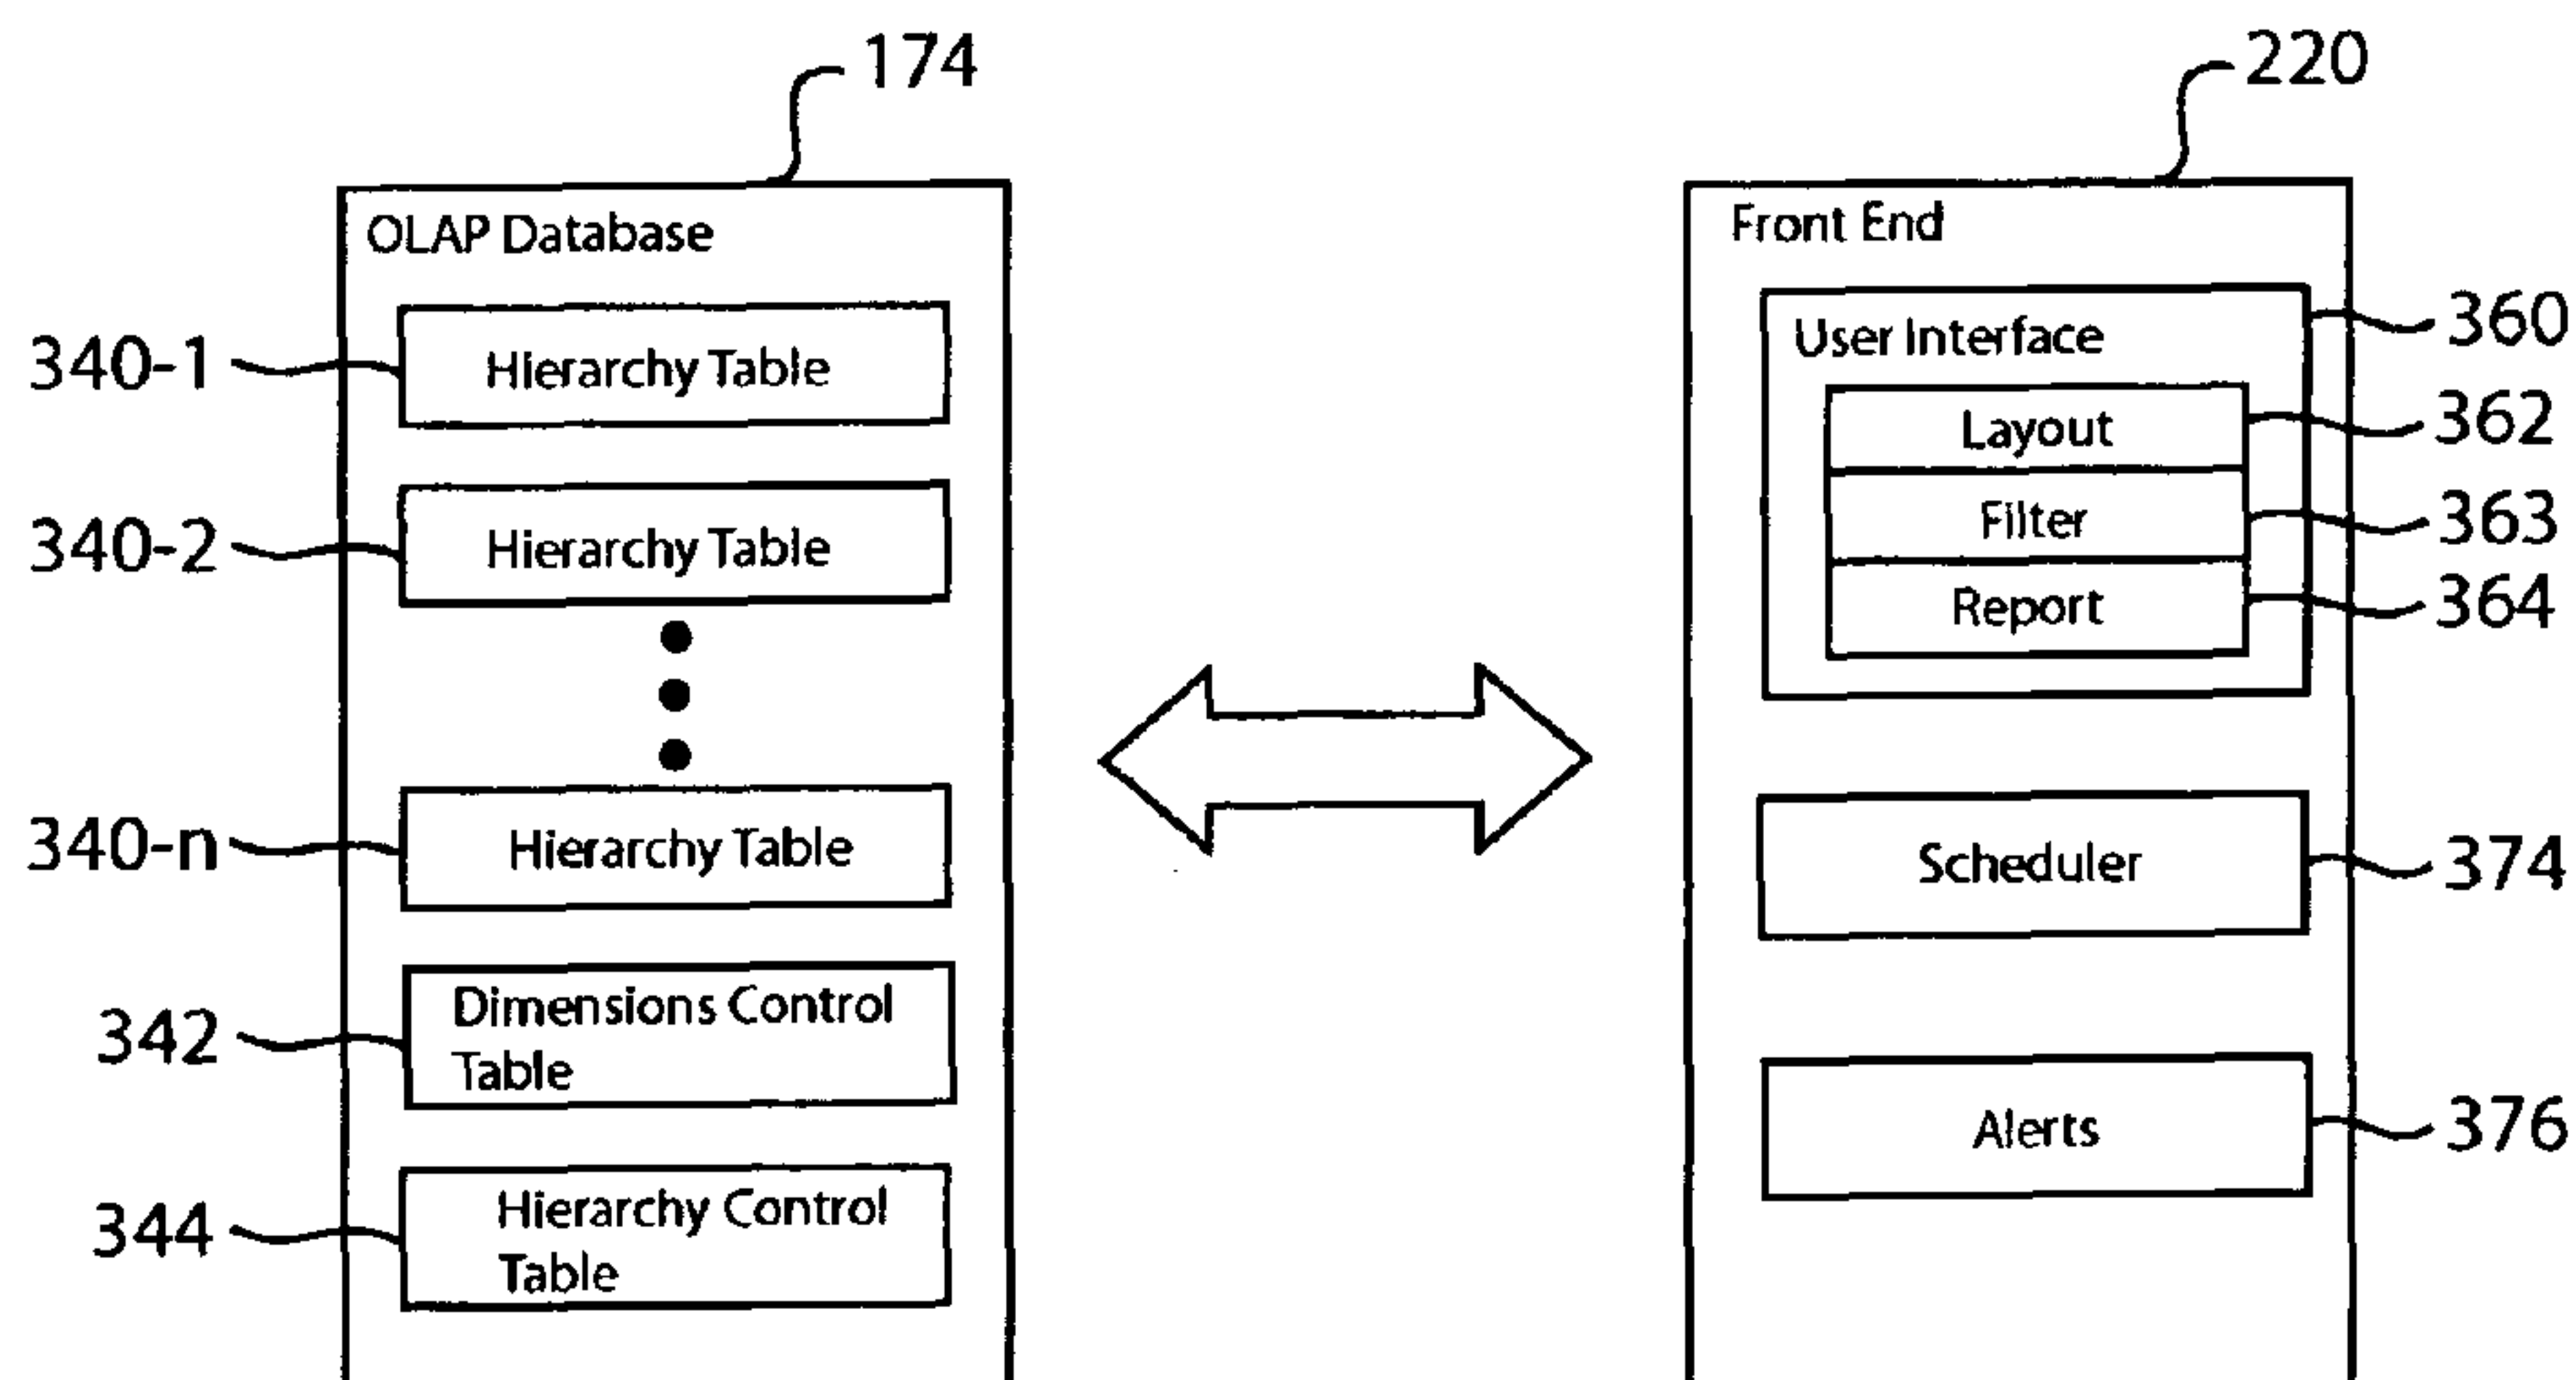 174
OLAP Database
340-1
Hierarchy Table
340-2
Hierarchy Table
340-n
Hierarchy Table
342
Dimensions Control
Table
344
Hierarchy Control
Table
220
Front End
User Interface
360
Layout
362
Filter
363
Report
364
Scheduler
374
Alerts
376